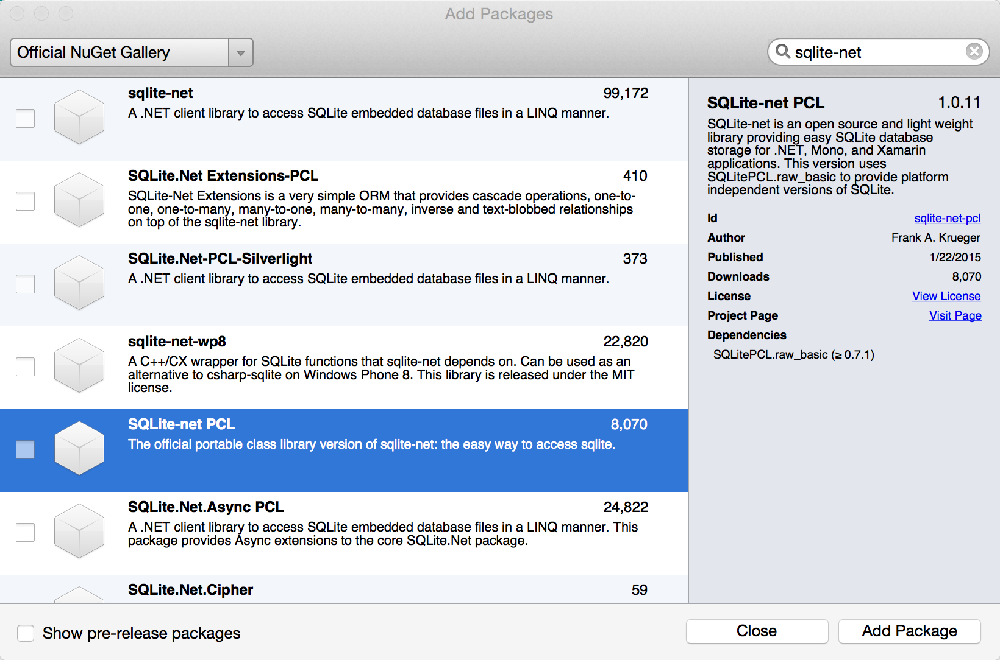 Add Packages
Official NuGet Gallery
sqlite-net
sqlite-net 99,172
A .NET client library to access SQLite embedded database files in a LINQ manner.
SQLite.Net Extensions-PCL 410
SQLite-Net Extensions is a very simple ORM that provides cascade operations, one-to-
one, one-to-many, many-to-one, many-to-many, inverse and text-blobbed relationships
on top of the sqlite-net library.
SQLite.Net-PCL-Silverlight 373
A .NET client library to access SQLite embedded database files in a LINQ manner.
sqlite-net-wp8 22,820
A C++/CX wrapper for SQLite functions that sqlite-net depends on. Can be used as an
alternative to csharp-sqlite on Windows Phone 8. This library is released under the MIT
license.
SQLite-net PCL 8,070
The official portable class library version of sqlite-net: the easy way to access sqlite.
SQLite.Net.Async PCL 24,822
A .NET client library to access SQLite embedded database files in a LINQ manner. This
package provides Async extensions to the core SQLite.Net package.
SQLite.Net.Cipher 59
SQLite-net PCL 1.0.11
SQLite-net is an open source and light weight
library providing easy SQLite database
storage for .NET, Mono, and Xamarin
applications. This version uses
SQLitePCL.raw_basic to provide platform
independent versions of SQLite.
Id sqlite-net-pcl
Author Frank A. Krueger
Published 1/22/2015
Downloads 8,070
License View License
Project Page Visit Page
Dependencies
SQLitePCL.raw_basic (≥ 0.7.1)
Show pre-release packages
Close
Add Package